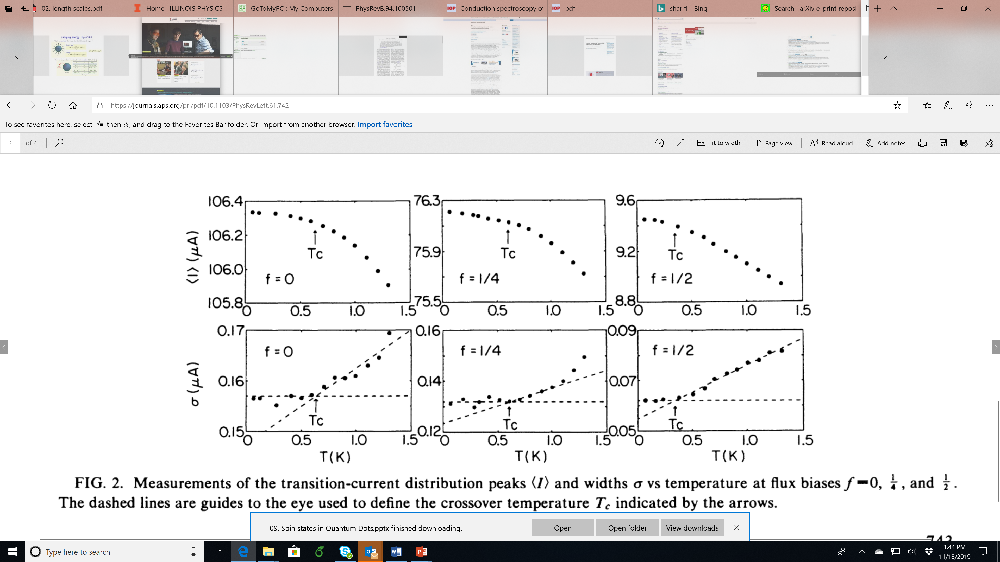 02. length scales.pdf
Home | ILLINOIS PHYSICS
GoToMyPC : My Computers
PhysRevB.94.100501
IOP Conduction spectroscopy o
IOP pdf
sharifi - Bing
Search | arXiv e-print reposi
charging energy: E_C=e²/2C
https://journals.aps.org/prl/pdf/10.1103/PhysRevLett.61.742
To see favorites here, select then ☆, and drag to the Favorites Bar folder. Or import from another browser. Import favorites
2 of 4
Fit to width
Page view
Read aloud
Add notes
⟨I⟩ (μA)
106.4
106.2
106.0
105.8
Tc
f = 0
0 0.5 1.0 1.5
76.3
75.9
75.5
Tc
f = 1/4
0 0.5 1.0 1.5
9.6
9.2
8.8
Tc
f = 1/2
0 0.5 1.0 1.5
σ (μA)
0.17
0.16
0.15
f = 0
Tc
0 0.5 1.0 1.5
T(K)
0.16
0.14
0.12
f = 1/4
Tc
0 0.5 1.0 1.5
T(K)
0.09
0.07
0.05
f = 1/2
Tc
0 0.5 1.0 1.5
T(K)
FIG. 2. Measurements of the transition-current distribution peaks ⟨I⟩ and widths σ vs temperature at flux biases f=0, 1/4, and 1/2.
The dashed lines are guides to the eye used to define the crossover temperature Tc indicated by the arrows.
09. Spin states in Quantum Dots.pptx finished downloading.
Open
Open folder
View downloads
Type here to search
1:44 PM
11/18/2019